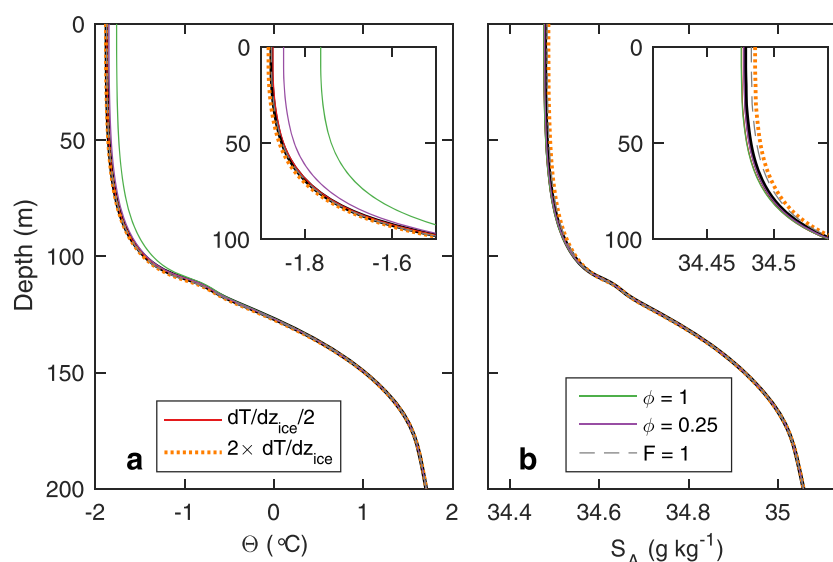 0
50
100
150
200
Depth (m)
-2
-1
0
1
2
Θ (°C)
0
50
100
-1.8
-1.6
dT/dz_ice/2
2× dT/dz_ice
a
0
50
100
34.45
34.5
ϕ = 1
ϕ = 0.25
F = 1
b
34.4
34.6
34.8
35
S_A (g kg⁻¹)